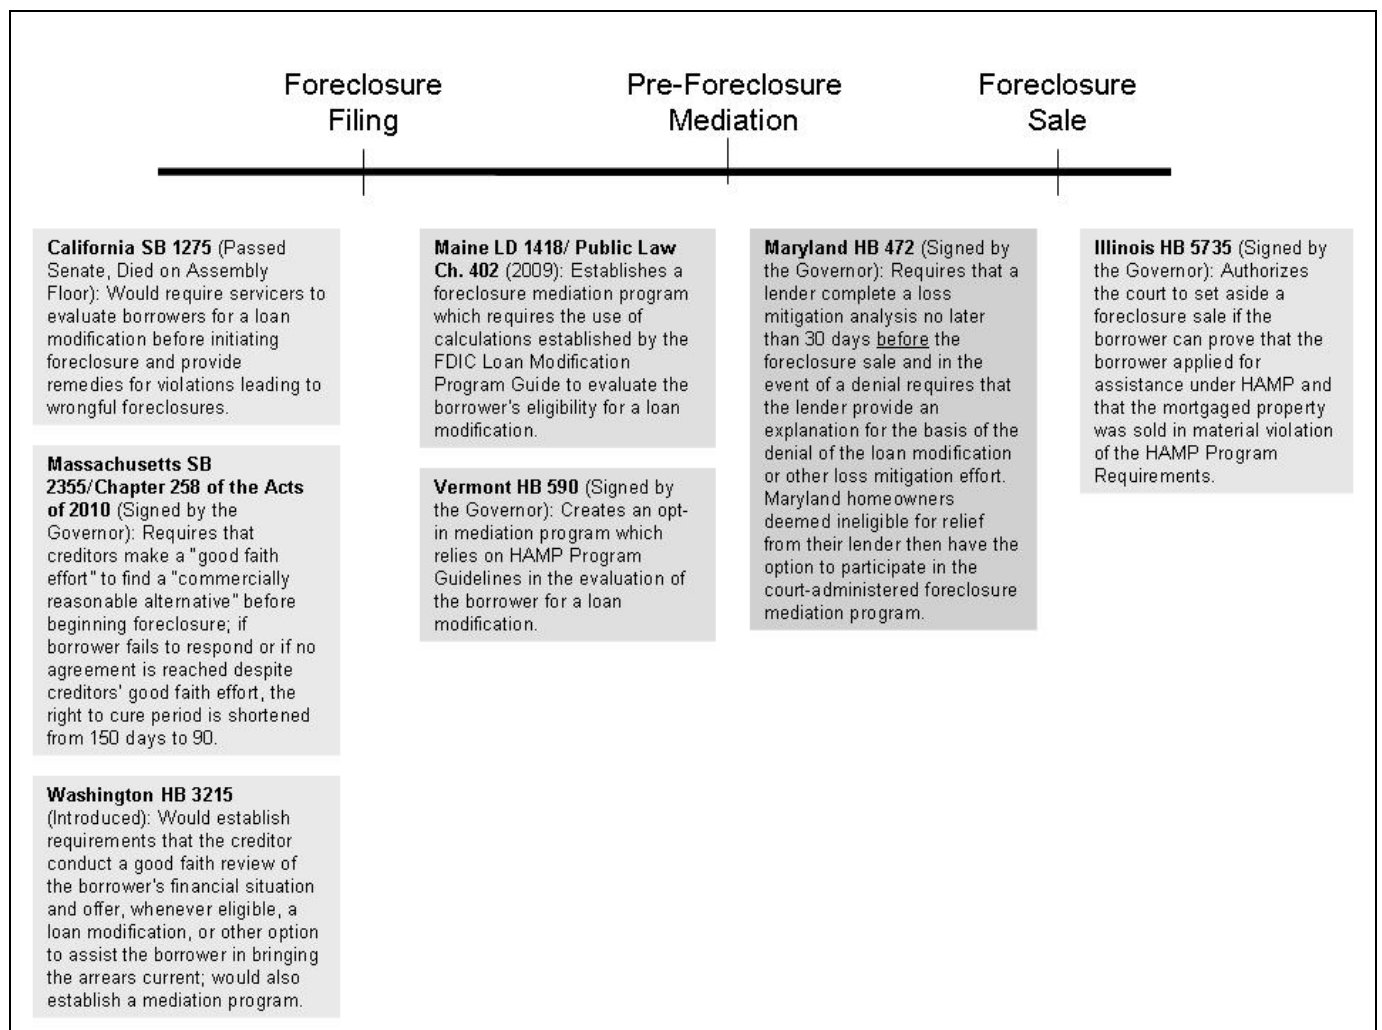 Foreclosure
Filing
Pre-Foreclosure
Mediation
Foreclosure
Sale
California SB 1275 (Passed
Senate, Died on Assembly
Floor): Would require servicers to
evaluate borrowers for a loan
modification before initiating
foreclosure and provide
remedies for violations leading to
wrongful foreclosures.
Massachusetts SB
2355/Chapter 258 of the Acts
of 2010 (Signed by the
Governor): Requires that
creditors make a "good faith
effort" to find a "commercially
reasonable alternative" before
beginning foreclosure; if
borrower fails to respond or if no
agreement is reached despite
creditors' good faith effort, the
right to cure period is shortened
from 150 days to 90.
Washington HB 3215
(Introduced): Would establish
requirements that the creditor
conduct a good faith review of
the borrower's financial situation
and offer, whenever eligible, a
loan modification, or other option
to assist the borrower in bringing
the arrears current; would also
establish a mediation program.
Maine LD 1418/ Public Law
Ch. 402 (2009): Establishes a
foreclosure mediation program
which requires the use of
calculations established by the
FDIC Loan Modification
Program Guide to evaluate the
borrower's eligibility for a loan
modification.
Vermont HB 590 (Signed by
the Governor): Creates an opt-
in mediation program which
relies on HAMP Program
Guidelines in the evaluation of
the borrower for a loan
modification.
Maryland HB 472 (Signed by
the Governor): Requires that a
lender complete a loss
mitigation analysis no later
than 30 days before the
foreclosure sale and in the
event of a denial requires that
the lender provide an
explanation for the basis of the
denial of the loan modification
or other loss mitigation effort.
Maryland homeowners
deemed ineligible for relief
from their lender then have the
option to participate in the
court-administered foreclosure
mediation program.
Illinois HB 5735 (Signed by
the Governor): Authorizes
the court to set aside a
foreclosure sale if the
borrower can prove that the
borrower applied for
assistance under HAMP and
that the mortgaged property
was sold in material violation
of the HAMP Program
Requirements.